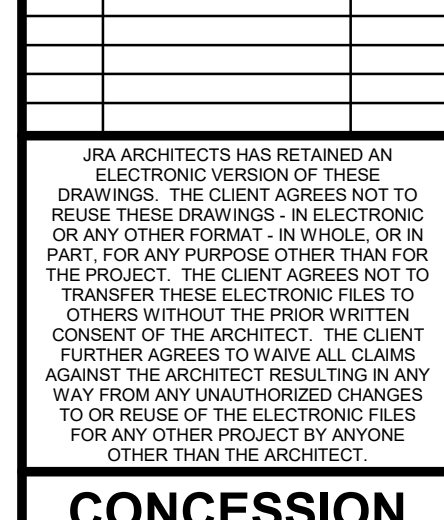 JRA ARCHITECTS HAS RETAINED AN
ELECTRONIC VERSION OF THESE
DRAWINGS. THE CLIENT AGREES NOT TO
REUSE THESE DRAWINGS - IN ELECTRONIC
OR ANY OTHER FORMAT - IN WHOLE, OR IN
PART, FOR ANY PURPOSE OTHER THAN FOR
THE PROJECT. THE CLIENT AGREES NOT TO
TRANSFER THESE ELECTRONIC FILES TO
OTHERS WITHOUT THE PRIOR WRITTEN
CONSENT OF THE ARCHITECT. THE CLIENT
FURTHER AGREES TO WAIVE ALL CLAIMS
AGAINST THE ARCHITECT RESULTING IN ANY
WAY FROM ANY UNAUTHORIZED CHANGES
TO OR REUSE OF THE ELECTRONIC FILES
FOR ANY OTHER PROJECT BY ANYONE
OTHER THAN THE ARCHITECT.
CONCESSION